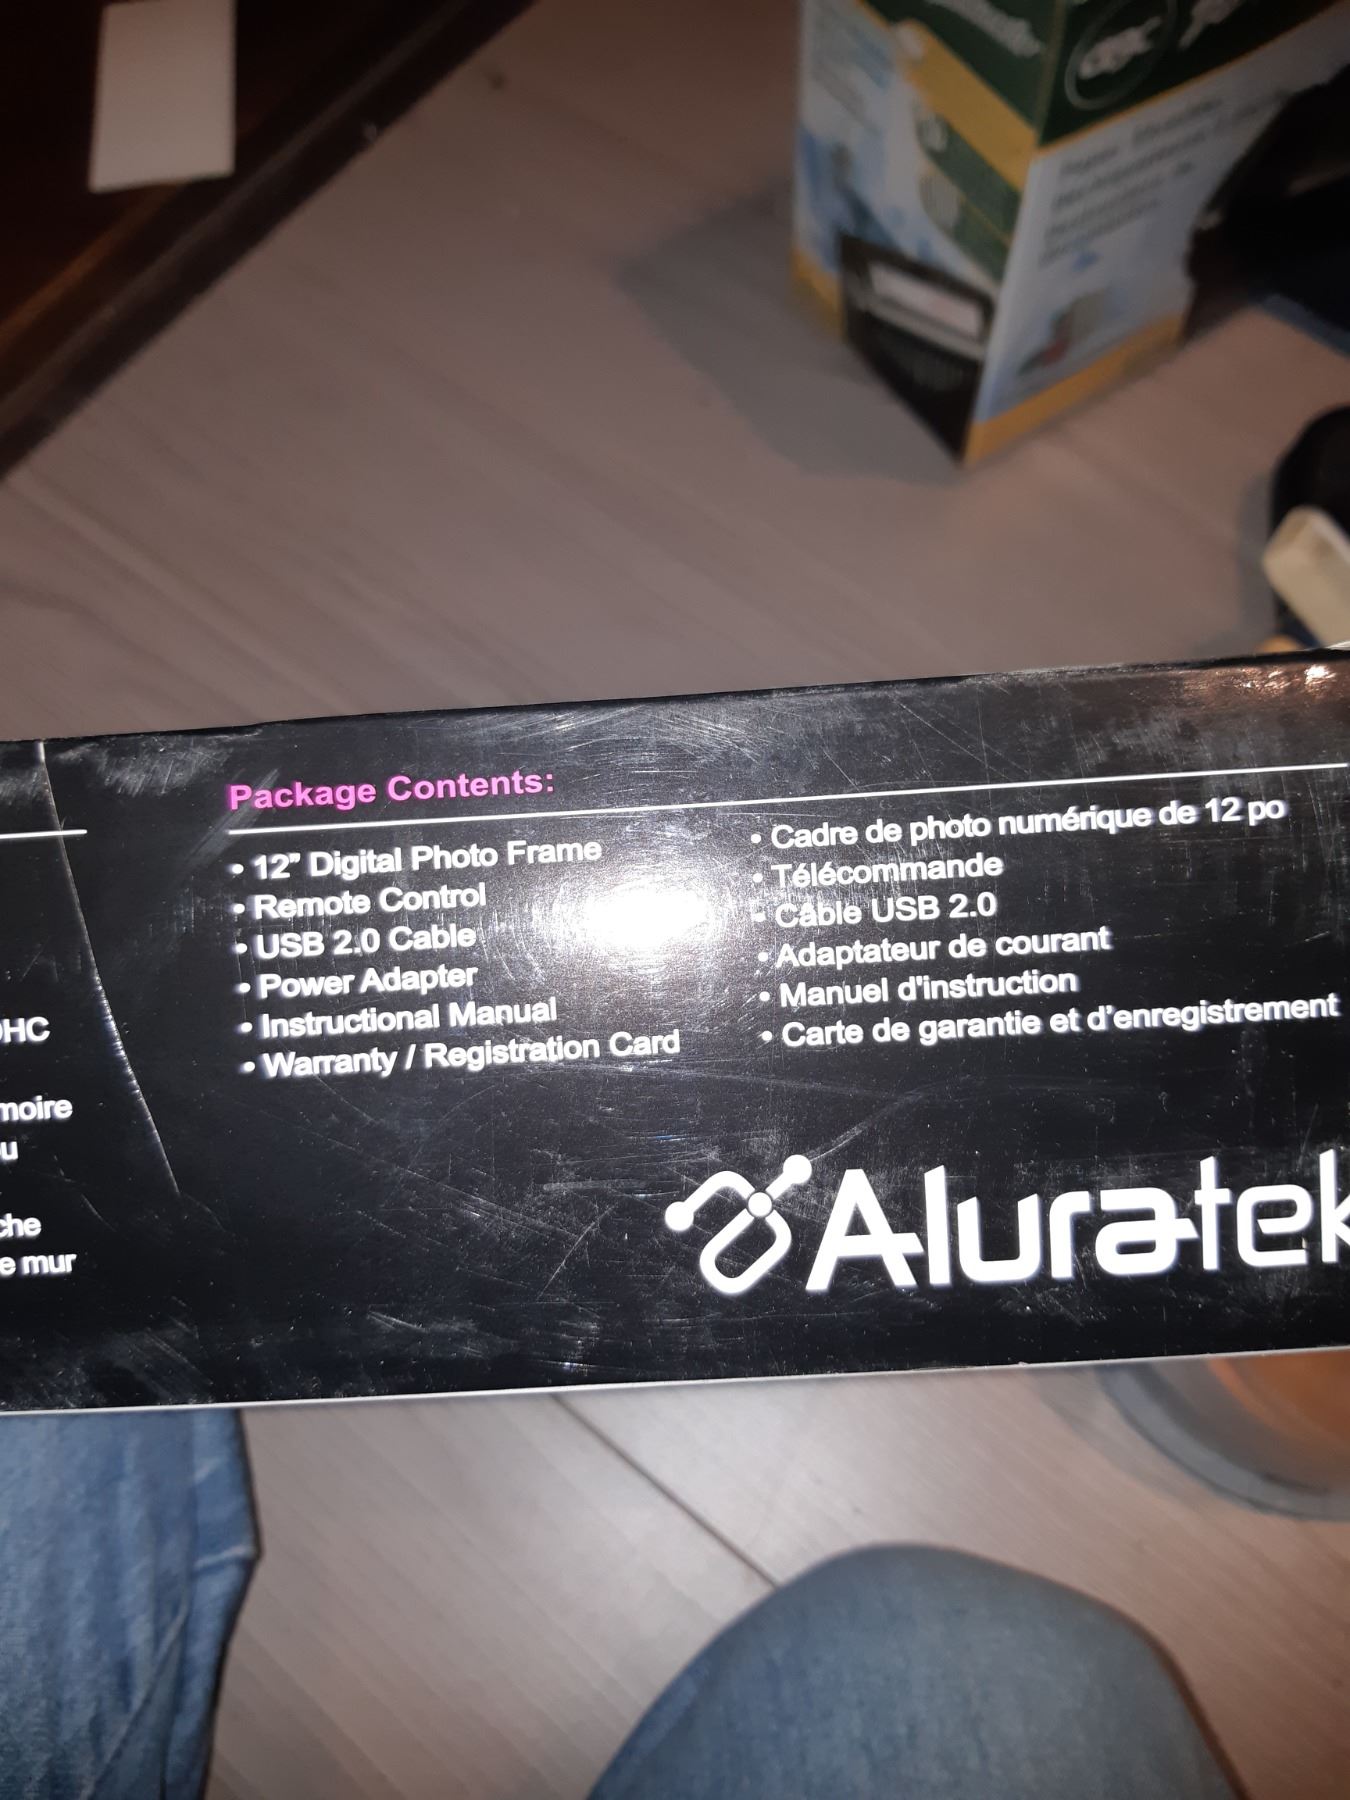 Package Contents:
• 12” Digital Photo Frame
• Remote Control
• USB 2.0 Cable
• Power Adapter
• Instructional Manual
• Warranty / Registration Card
• Cadre de photo numérique de 12 po
• Télécommande
• Câble USB 2.0
• Adaptateur de courant
• Manuel d'instruction
• Carte de garantie et d’enregistrement
Aluratek
HC
moire
u
che
e mur